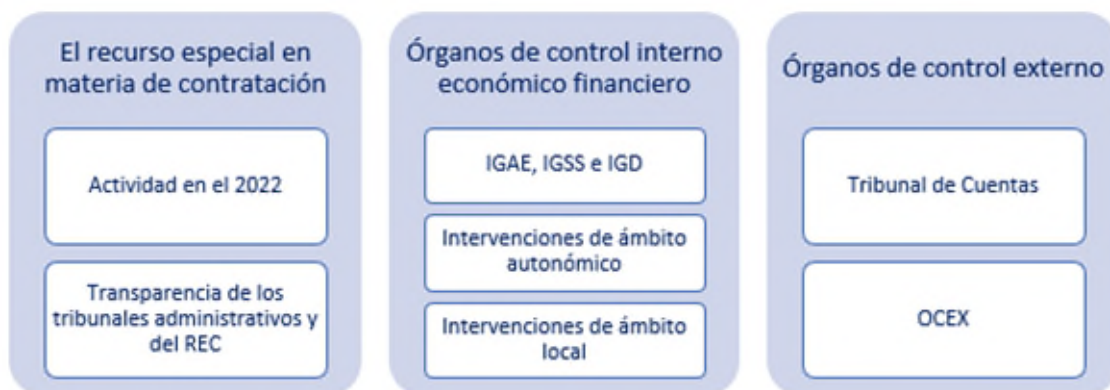 El recurso especial en
materia de contratación
Actividad en el 2022
Transparencia de los
tribunales administrativos y
del REC
Órganos de control interno
económico financiero
IGAE, IGSS e IGD
Intervenciones de ámbito
autonómico
Intervenciones de ámbito
local
Órganos de control externo
Tribunal de Cuentas
OCEX